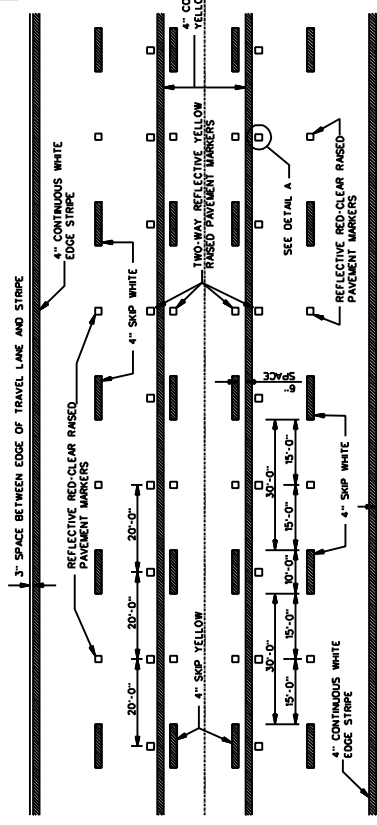 3" SPACE BETWEEN EDGE OF TRAVEL LANE AND STRIPE
4" CONTINUOUS WHITE
EDGE STRIPE
REFLECTIVE RED-CLEAR RAISED
PAVEMENT MARKERS
4" SKIP WHITE
4" CO
YELLO
20'-0"
20'-0"
20'-0"
TWO-WAY REFLECTIVE YELLOW
RAISED PAVEMENT MARKERS
4" SKIP YELLOW
6"
SPACE
SEE DETAIL A
30'-0"
30'-0"
15'-0"
15'-0"
10'-0"
15'-0"
15'-0"
REFLECTIVE RED-CLEAR RAISED
PAVEMENT MARKERS
4" SKIP WHITE
4" CONTINUOUS WHITE
EDGE STRIPE